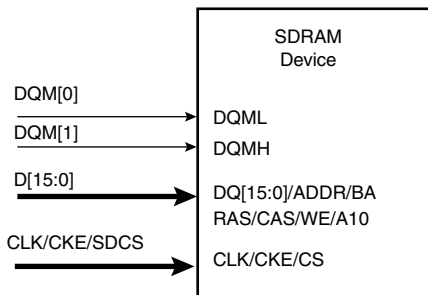 SDRAM
Device
DQM[0]
DQML
DQM[1]
DQMH
D[15:0]
DQ[15:0]/ADDR/BA
RAS/CAS/WE/A10
CLK/CKE/SDCS
CLK/CKE/CS